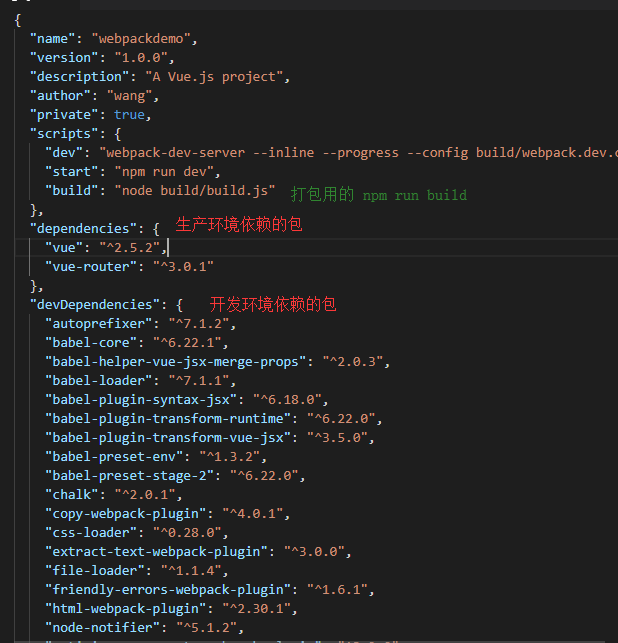 {
"name": "webpackdemo",
"version": "1.0.0",
"description": "A Vue.js project",
"author": "wang",
"private": true,
"scripts": {
"dev": "webpack-dev-server --inline --progress --config build/webpack.dev.
"start": "npm run dev",
"build": "node build/build.js" 打包用的 npm run build
},
"dependencies": { 生产环境依赖的包
"vue": "^2.5.2",
"vue-router": "^3.0.1"
},
"devDependencies": { 开发环境依赖的包
"autoprefixer": "^7.1.2",
"babel-core": "^6.22.1",
"babel-helper-vue-jsx-merge-props": "^2.0.3",
"babel-loader": "^7.1.1",
"babel-plugin-syntax-jsx": "^6.18.0",
"babel-plugin-transform-runtime": "^6.22.0",
"babel-plugin-transform-vue-jsx": "^3.5.0",
"babel-preset-env": "^1.3.2",
"babel-preset-stage-2": "^6.22.0",
"chalk": "^2.0.1",
"copy-webpack-plugin": "^4.0.1",
"css-loader": "^0.28.0",
"extract-text-webpack-plugin": "^3.0.0",
"file-loader": "^1.1.4",
"friendly-errors-webpack-plugin": "^1.6.1",
"html-webpack-plugin": "^2.30.1",
"node-notifier": "^5.1.2",